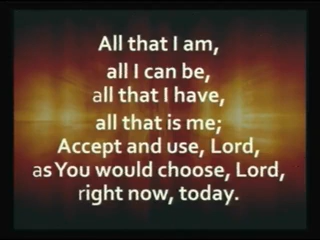 All that I am,
all I can be,
all that I have,
all that is me;
Accept and use, Lord,
as You would choose, Lord,
right now, today.